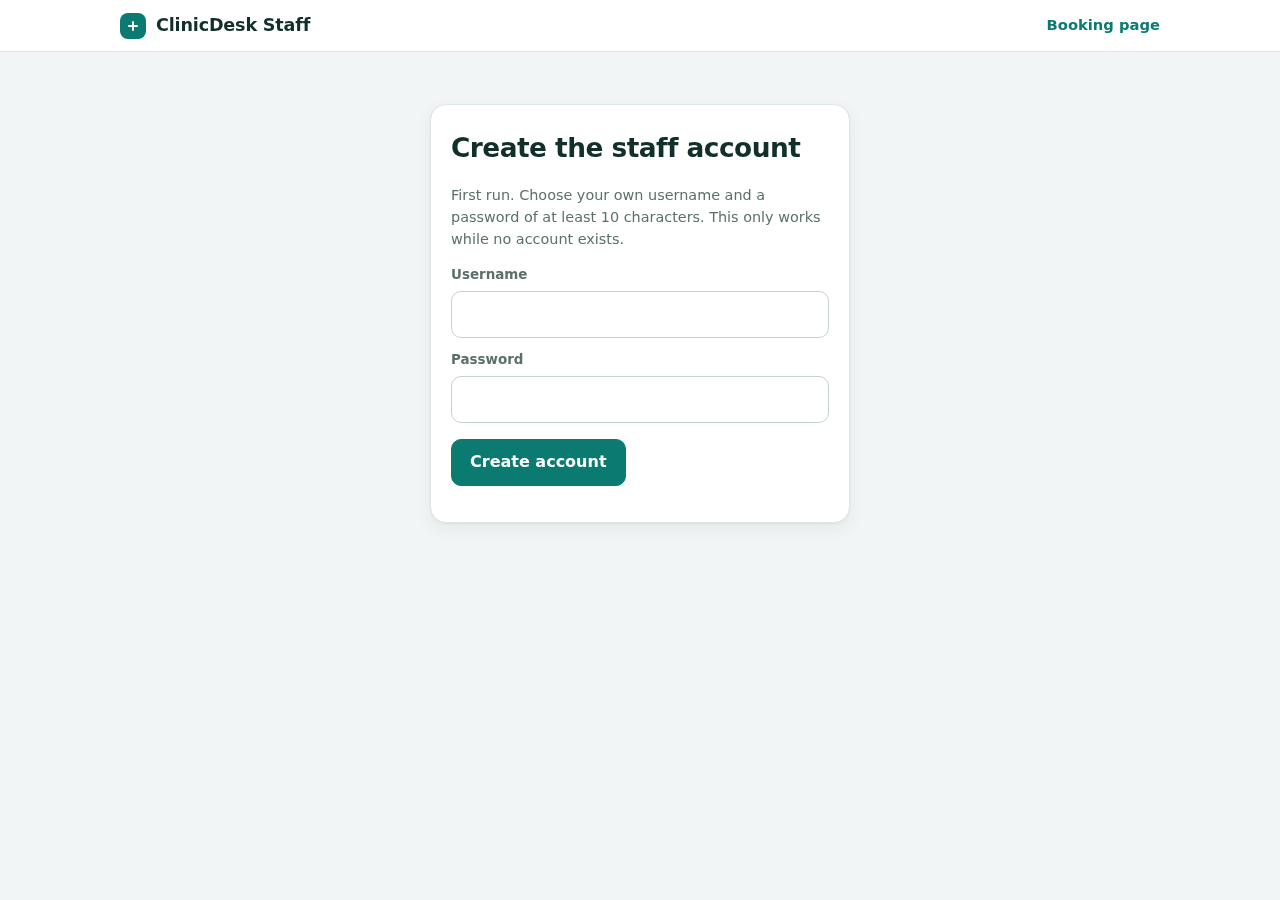 + ClinicDesk Staff
Booking page
Create the staff account
First run. Choose your own username and a
password of at least 10 characters. This only works
while no account exists.
Username
Password
Create account